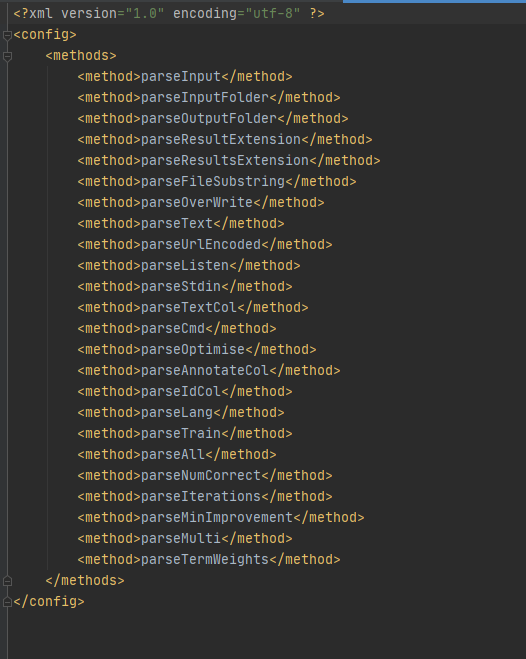 <?xml version="1.0" encoding="utf-8" ?>
<config>
    <methods>
        <method>parseInput</method>
        <method>parseInputFolder</method>
        <method>parseOutputFolder</method>
        <method>parseResultExtension</method>
        <method>parseResultsExtension</method>
        <method>parseFileSubstring</method>
        <method>parseOverWrite</method>
        <method>parseText</method>
        <method>parseUrlEncoded</method>
        <method>parseListen</method>
        <method>parseStdin</method>
        <method>parseTextCol</method>
        <method>parseCmd</method>
        <method>parseOptimise</method>
        <method>parseAnnotateCol</method>
        <method>parseIdCol</method>
        <method>parseLang</method>
        <method>parseTrain</method>
        <method>parseAll</method>
        <method>parseNumCorrect</method>
        <method>parseIterations</method>
        <method>parseMinImprovement</method>
        <method>parseMulti</method>
        <method>parseTermWeights</method>
    </methods>
</config>